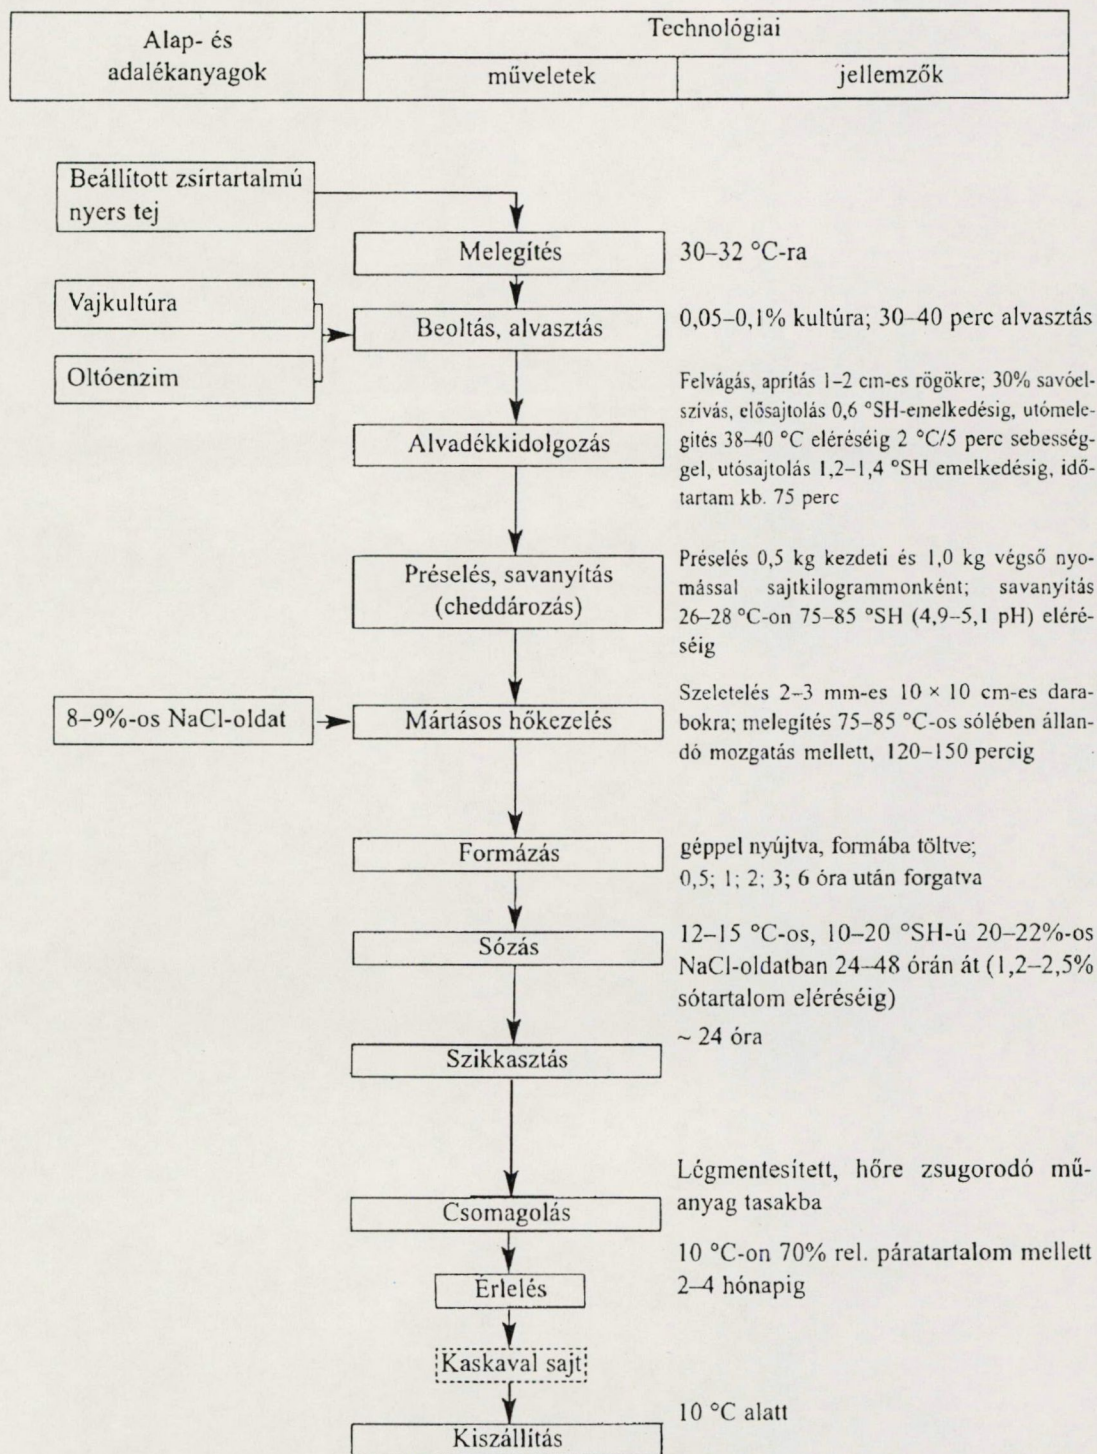 Alap- és
adalékanyagok
Technológiai
műveletek
jellemzők
Beállított zsírtartalmú
nyers tej
Melegítés
30–32 °C-ra
Vajkultúra
Oltóenzim
Beoltás, alvasztás
0,05–0,1% kultúra; 30–40 perc alvasztás
Alvadékkidolgozás
Felvágás, aprítás 1–2 cm-es rögökre; 30% savóel-
szívás, elősajtolás 0,6 °SH-emelkedésig, utómele-
gítés 38–40 °C eléréséig 2 °C/5 perc sebesség-
gel, utósajtolás 1,2–1,4 °SH emelkedésig, idő-
tartam kb. 75 perc
Préselés, savanyítás
(cheddározás)
Préselés 0,5 kg kezdeti és 1,0 kg végső nyo-
mással sajtkilogrammonként; savanyítás
26–28 °C-on 75–85 °SH (4,9–5,1 pH) eléré-
séig
8–9%-os NaCl-oldat
Mártásos hőkezelés
Szeletelés 2–3 mm-es 10 × 10 cm-es dara-
bokra; melegítés 75–85 °C-os sólében állan-
dó mozgatás mellett, 120–150 percig
Formázás
géppel nyújtva, formába töltve;
0,5; 1; 2; 3; 6 óra után forgatva
Sózás
12–15 °C-os, 10–20 °SH-ú 20–22%-os
NaCl-oldatban 24–48 órán át (1,2–2,5%
sótartalom eléréséig)
Szikkasztás
~ 24 óra
Csomagolás
Légmentesített, hőre zsugorodó mű-
anyag tasakba
Érlelés
10 °C-on 70% rel. páratartalom mellett
2–4 hónapig
Kaskaval sajt
Kiszállítás
10 °C alatt